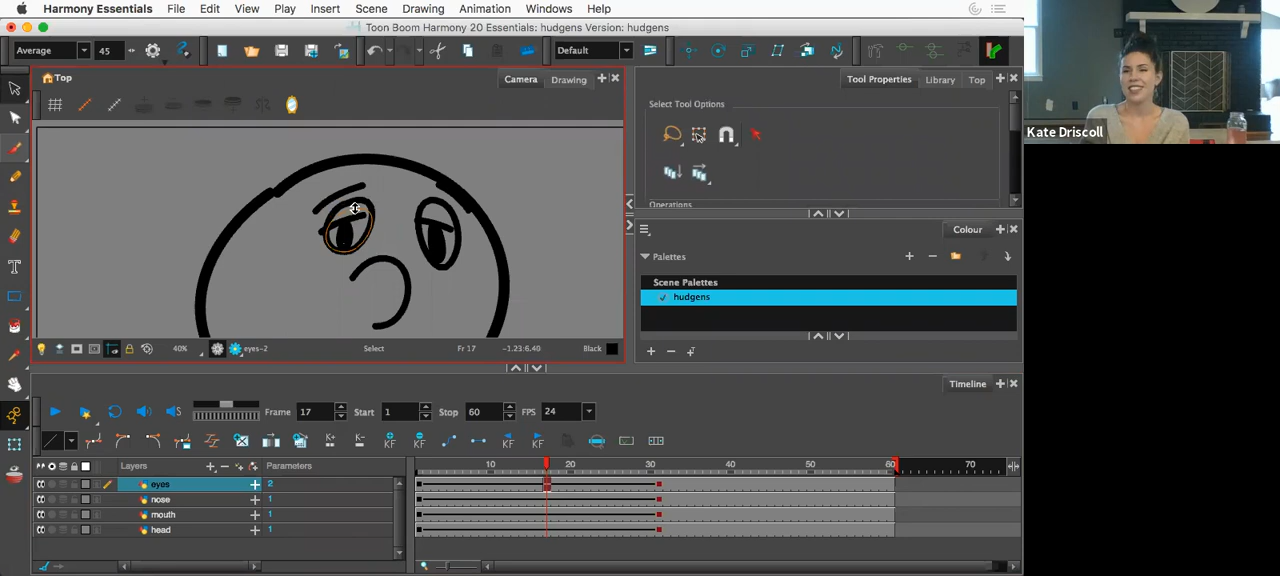 Harmony Essentials File Edit View Play Insert Scene Drawing Animation Windows Help
Toon Boom Harmony 20 Essentials: hudgens Version: hudgens
Average 45 Default
Top Camera Drawing
Tool Properties Library Top
Select Tool Options
Operations
Kate Driscoll
Colour
Palettes
Scene Palettes
hudgens
40% eyes-2 Select Fr 17 -1.23:6.40 Black
Timeline
Frame 17 Start 1 Stop 60 FPS 24
K+ K- KF KF KF
Layers Parameters 10 20 30 40 50 60 70
eyes 2
nose 1
mouth 1
head 1